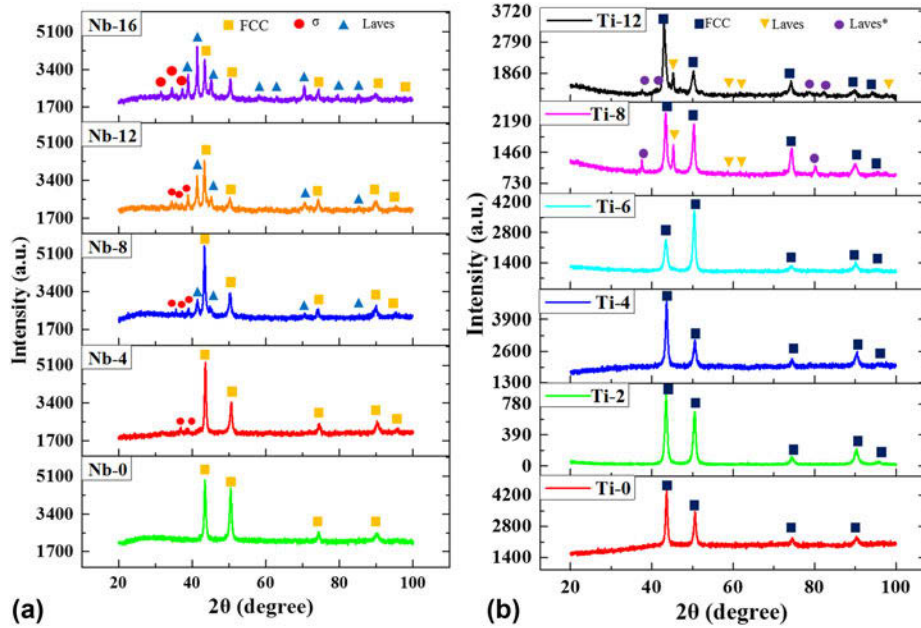 Nb-16 FCC σ Laves
5100
3400
1700
Nb-12
5100
3400
1700
Nb-8
5100
3400
1700
Nb-4
5100
3400
1700
Nb-0
5100
3400
1700
Intensity (a.u.)
20 40 60 80 100
2θ (degree)
(a)
(b)
3720
Ti-12 FCC Laves Laves*
2790
1860
Ti-8
2190
1460
730
4200
Ti-6
2800
1400
Ti-4
3900
2600
1300
Ti-2
780
390
0
Ti-0
4200
2800
1400
Intensity (a.u.)
20 40 60 80 100
2θ (degree)
(b)